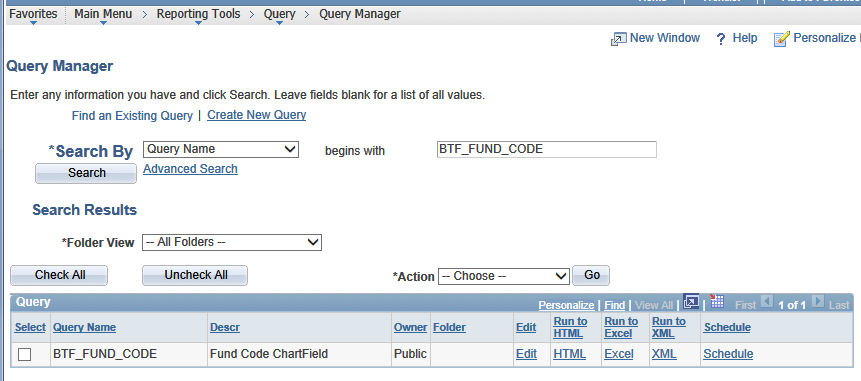 Favorites Main Menu > Reporting Tools > Query > Query Manager
New Window ? Help Personalize
Query Manager
Enter any information you have and click Search. Leave fields blank for a list of all values.
Find an Existing Query | Create New Query
*Search By Query Name begins with BTF_FUND_CODE
Search Advanced Search
Search Results
*Folder View -- All Folders --
Check All Uncheck All *Action -- Choose -- Go
Query Personalize | Find | View All | | First 1 of 1 Last
Select Query Name Descr Owner Folder Edit Run to HTML Run to Excel Run to XML Schedule
BTF_FUND_CODE Fund Code ChartField Public Edit HTML Excel XML Schedule